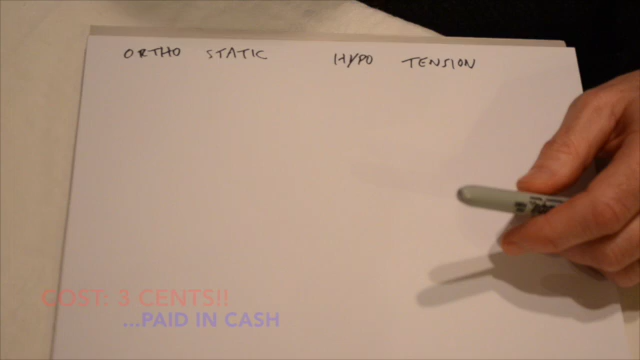 ORTHO STATIC HYPO TENSION
COST: 3 CENTS!!
...PAID IN CASH